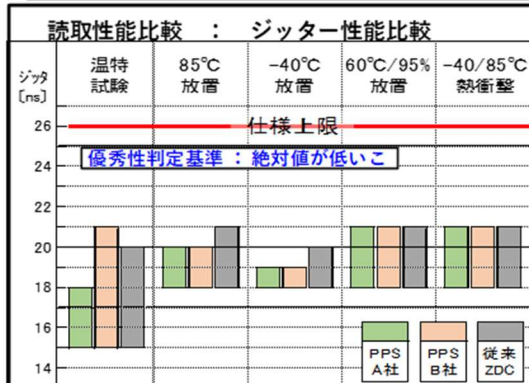 読取性能比較 ： ジッター性能比較
ジッタ
[ns]
温特
試験
85℃
放置
-40℃
放置
60℃/95%
放置
-40/85℃
熱衝撃
26
仕様上限
優秀性判定基準 ： 絶対値が低いこ
24
22
20
18
16
14
PPS
A社
PPS
B社
従来
ZDC